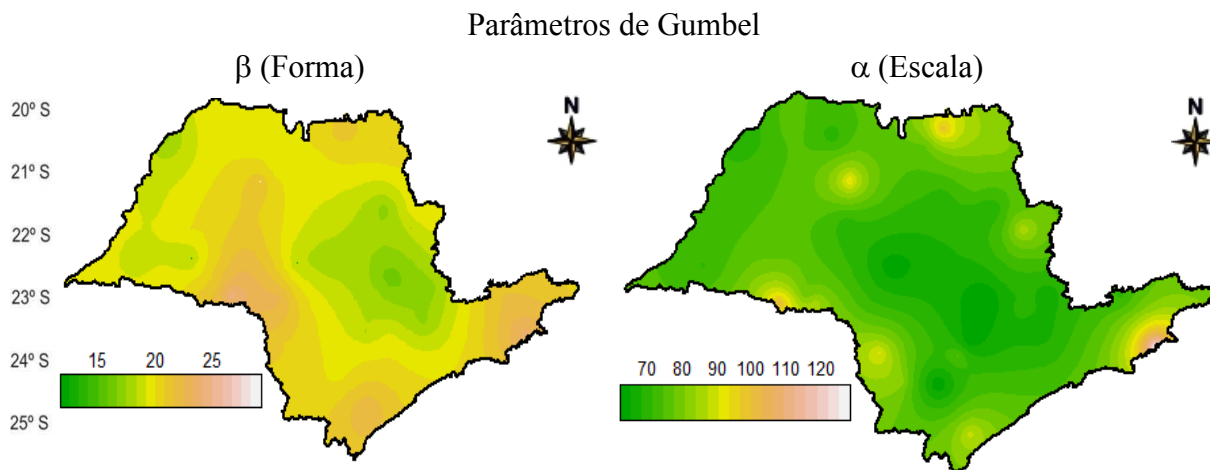 Parâmetros de Gumbel
β (Forma)
α (Escala)
20º S
21º S
22º S
23º S
24º S
25º S
N
15 20 25
N
70 80 90 100 110 120